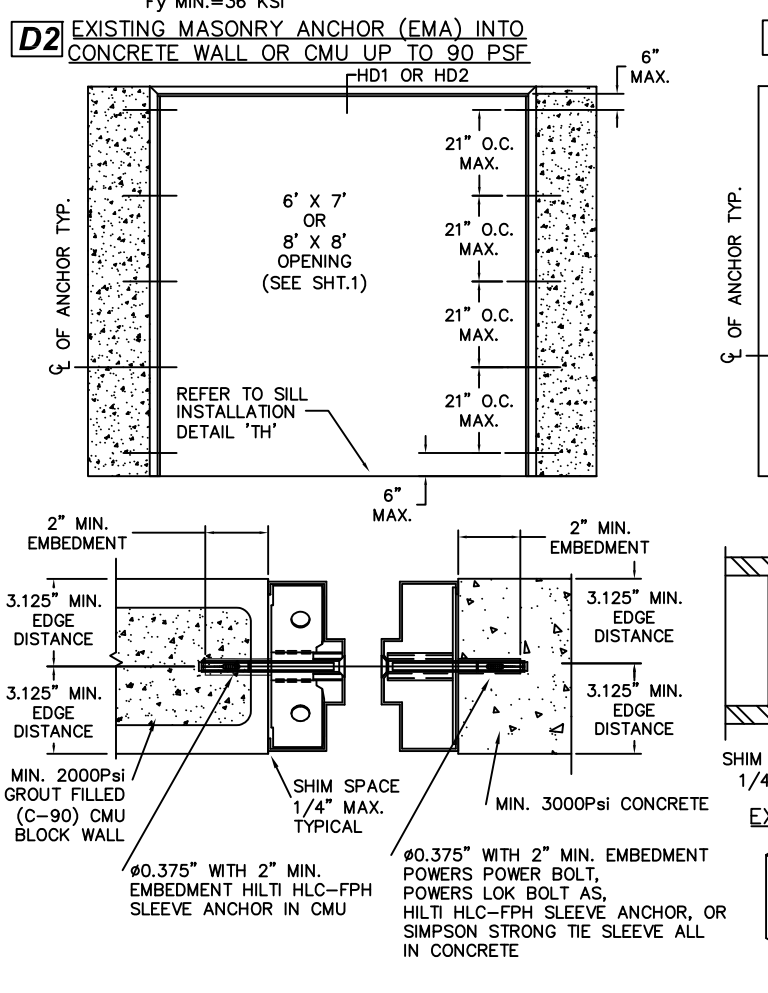 Fy MIN.=36 KSI
D2 EXISTING MASONRY ANCHOR (EMA) INTO
CONCRETE WALL OR CMU UP TO 90 PSF
HD1 OR HD2
6" MAX.
21" O.C.
MAX.
21" O.C.
MAX.
21" O.C.
MAX.
21" O.C.
MAX.
6' X 7'
OR
8' X 8'
OPENING
(SEE SHT.1)
℄ OF ANCHOR TYP.
℄ OF ANCHOR TYP.
REFER TO SILL
INSTALLATION
DETAIL 'TH'
6"
MAX.
2" MIN.
EMBEDMENT
2" MIN.
EMBEDMENT
3.125" MIN.
EDGE
DISTANCE
3.125" MIN.
EDGE
DISTANCE
3.125" MIN.
EDGE
DISTANCE
3.125" MIN.
EDGE
DISTANCE
MIN. 2000Psi
GROUT FILLED
(C-90) CMU
BLOCK WALL
SHIM SPACE
1/4" MAX.
TYPICAL
MIN. 3000Psi CONCRETE
SHIM
1/4
EX
ø0.375" WITH 2" MIN.
EMBEDMENT HILTI HLC-FPH
SLEEVE ANCHOR IN CMU
ø0.375" WITH 2" MIN. EMBEDMENT
POWERS POWER BOLT,
POWERS LOK BOLT AS,
HILTI HLC-FPH SLEEVE ANCHOR, OR
SIMPSON STRONG TIE SLEEVE ALL
IN CONCRETE